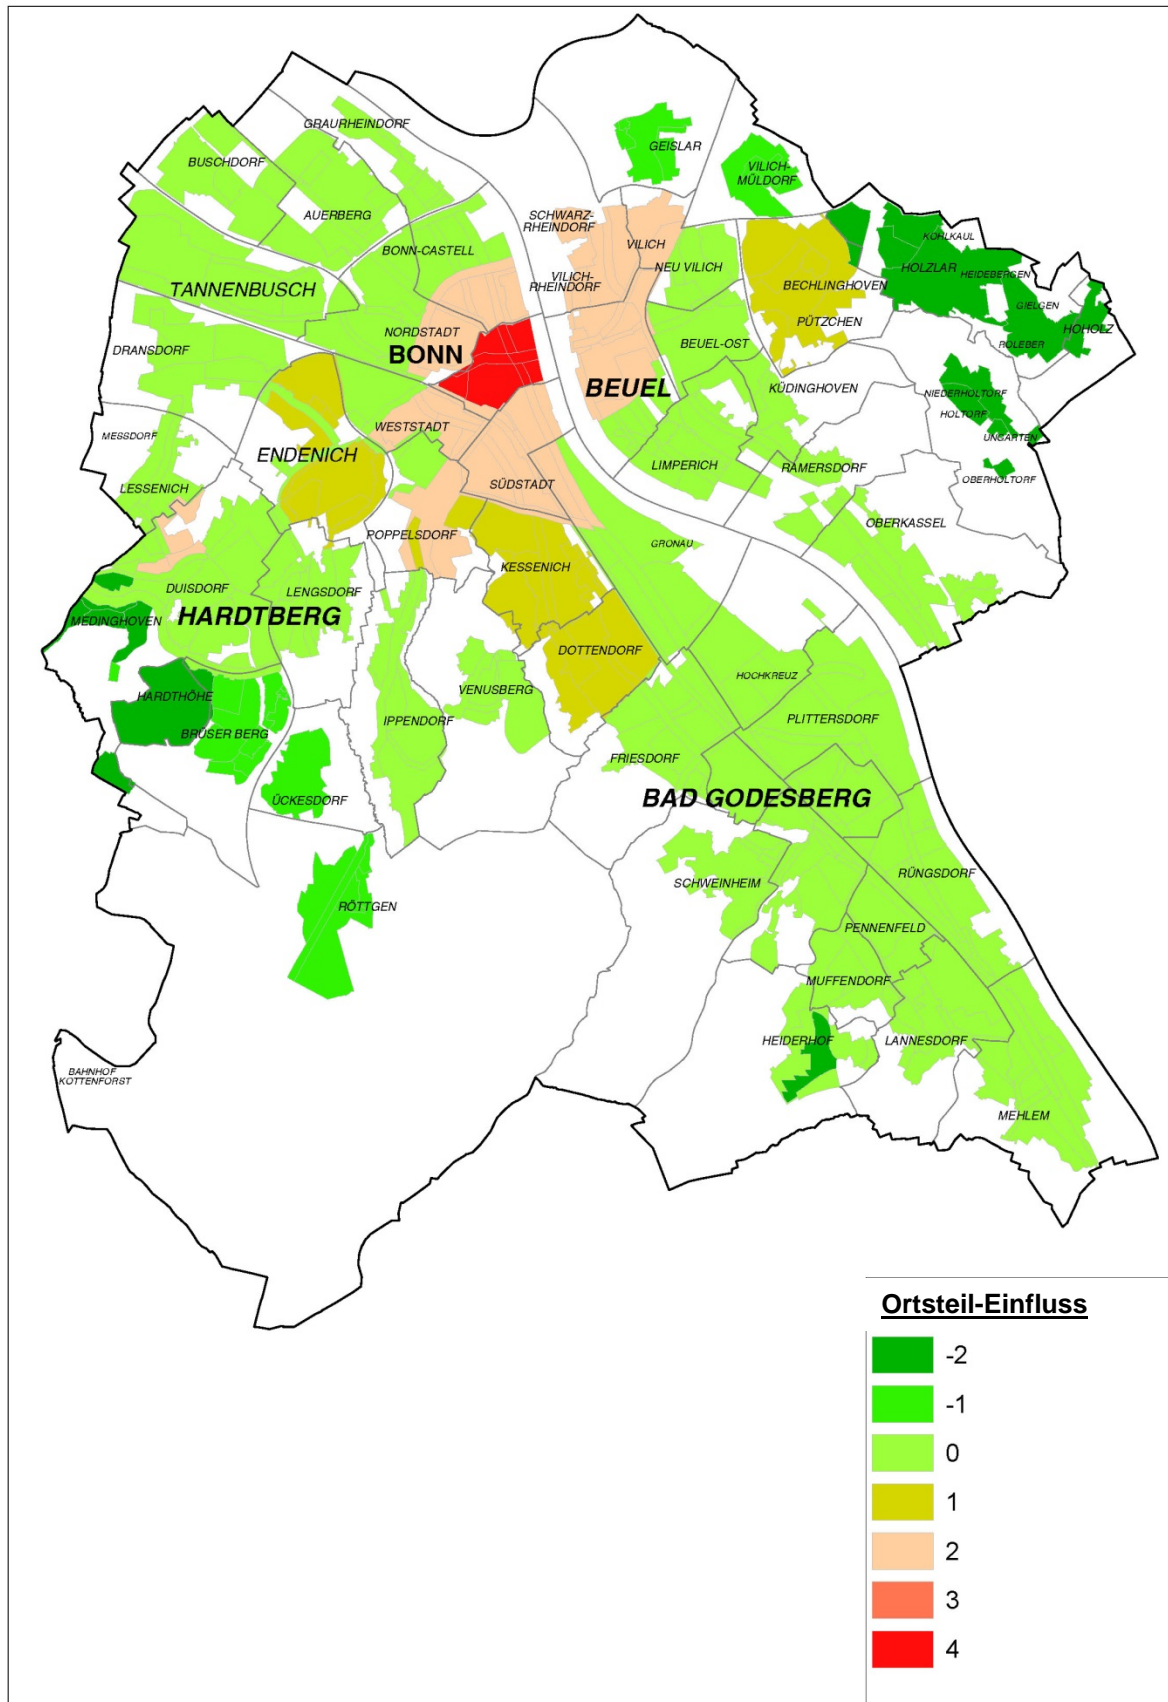 GRAURHEINDORF
BUSCHDORF
GEISLAR
VILICH-
MÜLDORF
AUERBERG
SCHWARZ-
RHEINDORF
BONN-CASTELL
VILICH
KOHLKAUL
NEU VILICH
HOLZLAR
HEIDEBERGEN
TANNENBUSCH
VILICH-
RHEINDORF
BECHLINGHOVEN
GIELGEN
PÜTZCHEN
HOHOLZ
NORDSTADT
ROLEBER
DRANSDORF
BONN
BEUEL-OST
BEUEL
KÜDINGHOVEN
NIEDERHOLTORF
HOLTORF
WESTSTADT
MESSDORF
UNGARTEN
ENDENICH
LIMPERICH
RAMERSDORF
OBERHOLTORF
LESSENICH
SÜDSTADT
OBERKASSEL
POPPELSDORF
GRONAU
KESSENICH
DUISDORF
LENGSDORF
HARDTBERG
MEDINGHOVEN
DOTTENDORF
HOCHKREUZ
VENUSBERG
HARDTHÖHE
IPPENDORF
PLITTERSDORF
BRÜSER BERG
FRIESDORF
ÜCKESDORF
BAD GODESBERG
RÜNGSDORF
SCHWEINHEIM
RÖTTGEN
PENNENFELD
MUFFENDORF
HEIDERHOF
LANNESDORF
BAHNHOF
KOTTENFORST
MEHLEM
Ortsteil-Einfluss
-2
-1
0
1
2
3
4